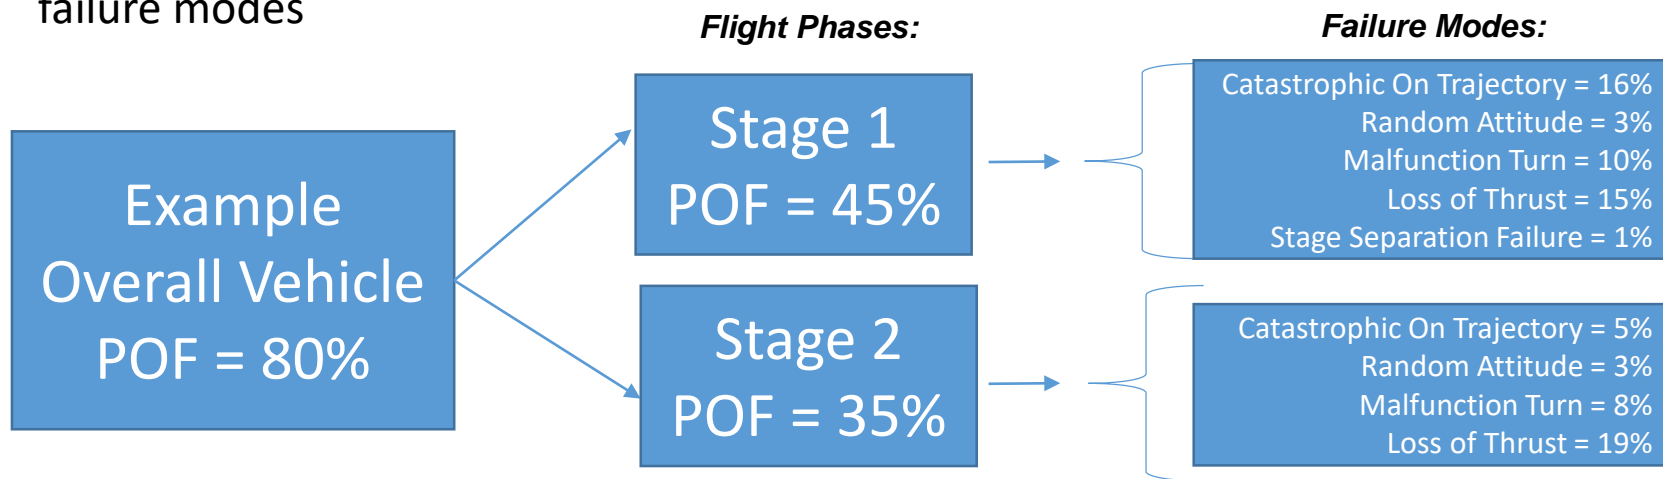 failure modes
Flight Phases:
Failure Modes:
Example
Overall Vehicle
POF = 80%
Stage 1
POF = 45%
Catastrophic On Trajectory = 16%
Random Attitude = 3%
Malfunction Turn = 10%
Loss of Thrust = 15%
Stage Separation Failure = 1%
Stage 2
POF = 35%
Catastrophic On Trajectory = 5%
Random Attitude = 3%
Malfunction Turn = 8%
Loss of Thrust = 19%